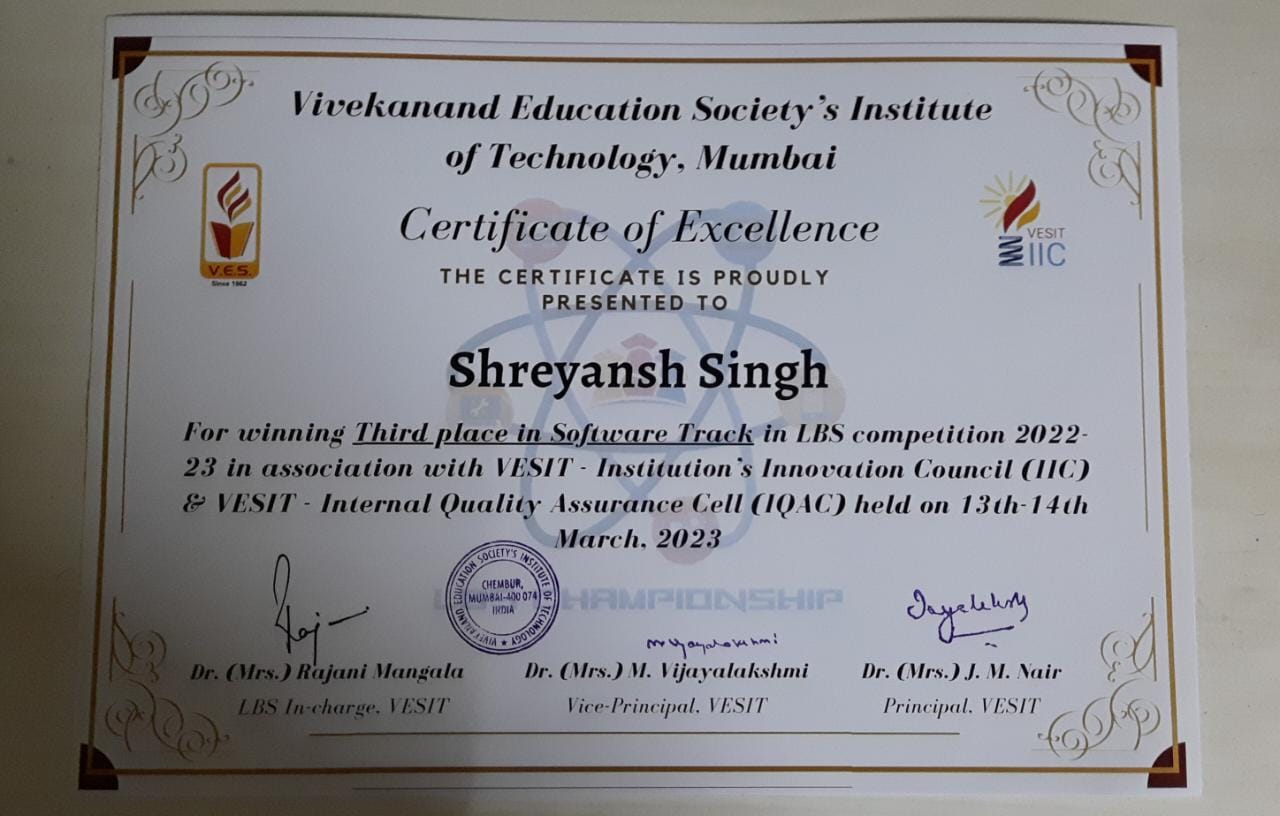 Vivekanand Education Society's Institute
of Technology, Mumbai
V.E.S.
Since 1962
VESIT
IIC
Certificate of Excellence
THE CERTIFICATE IS PROUDLY
PRESENTED TO
Shreyansh Singh
For winning Third place in Software Track in LBS competition 2022-
23 in association with VESIT - Institution's Innovation Council (IIC)
& VESIT - Internal Quality Assurance Cell (IQAC) held on 13th-14th
March, 2023
VIVEKANAND EDUCATION SOCIETY'S INSTITUTE OF TECHNOLOGY
CHEMBUR,
MUMBAI-400 074
INDIA
CHAMPIONSHIP
Dr. (Mrs.) Rajani Mangala
LBS In-charge, VESIT
Dr. (Mrs.) M. Vijayalakshmi
Vice-Principal, VESIT
Dr. (Mrs.) J. M. Nair
Principal, VESIT